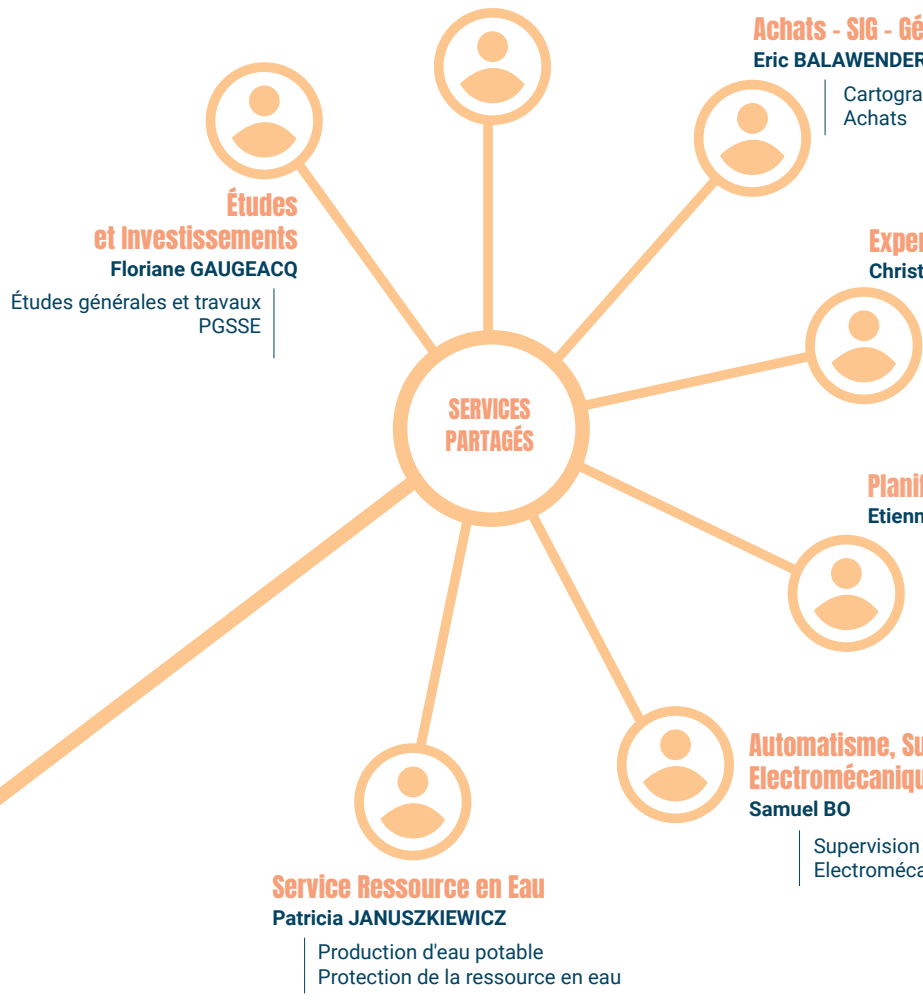 Achats - SIG - Gé
Eric BALAWENDER
Cartogra
Achats
Études
et Investissements
Floriane GAUGEACQ
Études générales et travaux
PGSSE
Exper
Christ
SERVICES
PARTAGÉS
Planif
Etienn
Automatisme, Su
Electromécaniqu
Samuel BO
Supervision
Electroméca
Service Ressource en Eau
Patricia JANUSZKIEWICZ
Production d'eau potable
Protection de la ressource en eau